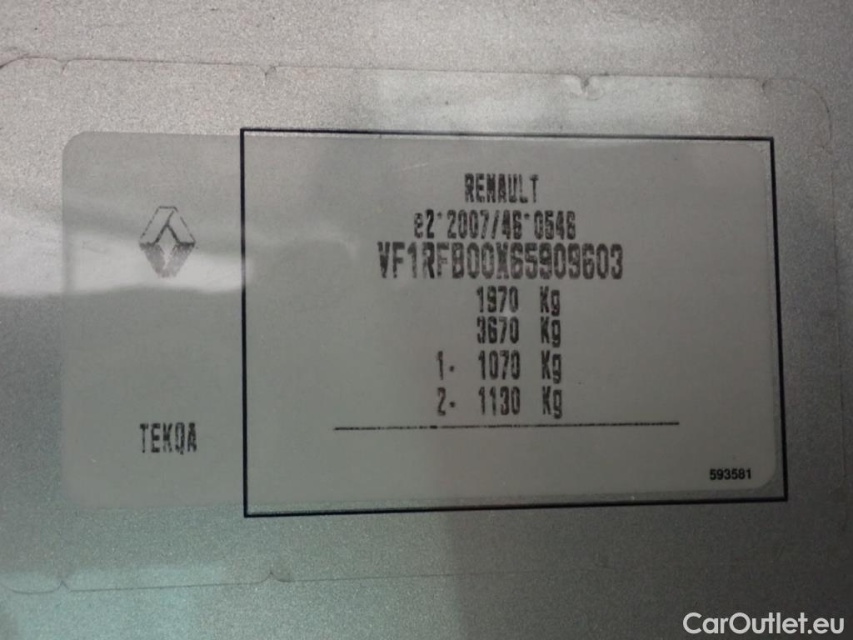 RENAULT
e2*2007/46*0546
VF1RFB00X65909603
1970 Kg
3670 Kg
1- 1070 Kg
2- 1130 Kg
TEKQA
593581
CarOutlet.eu